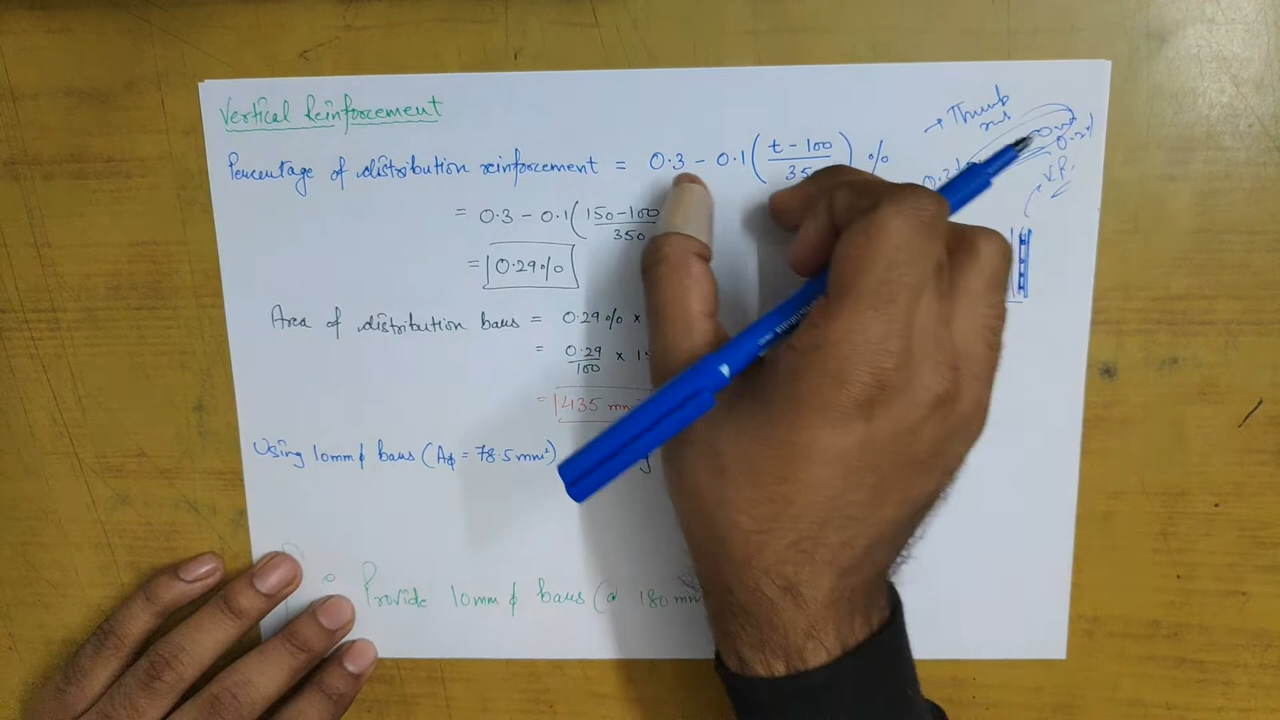 Vertical Reinforcement
→ Thumb
Percentage of distribution reinforcement = 0.3 - 0.1 ( t - 100 / 35 ) %
V.R.
= 0.3 - 0.1 ( 150 - 100 / 350
= 0.29%
Area of distribution bars = 0.29% ×
= 0.29 / 100 × 1
= 435 mm
Using 10mm ϕ bars (Aϕ = 78.5 mm²)
Provide 10mm ϕ bars @ 180 mm